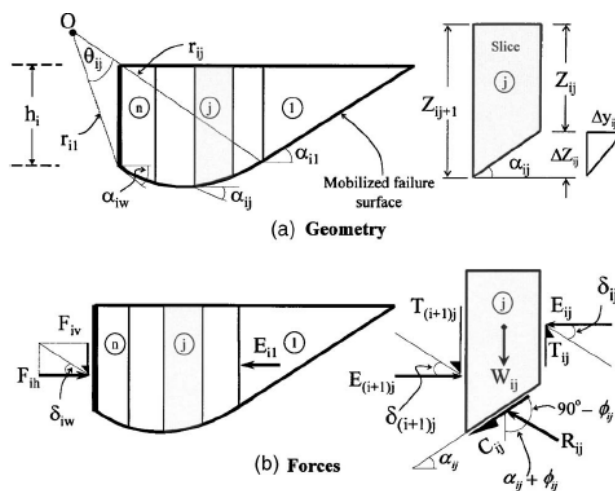 O
θij
rij
hi
ri1
n
j
1
αi1
αiw
αij
Mobilized failure
surface
Slice
j
Zij+1
Zij
Δyij
ΔZij
αij
(a) Geometry
Fiv
Fih
δiw
n
j
1
Ei1
T(i+1)j
E(i+1)j
δ(i+1)j
j
Wij
δij
Eij
Tij
Cij
90°– ϕij
Rij
αij
αij + ϕij
(b) Forces